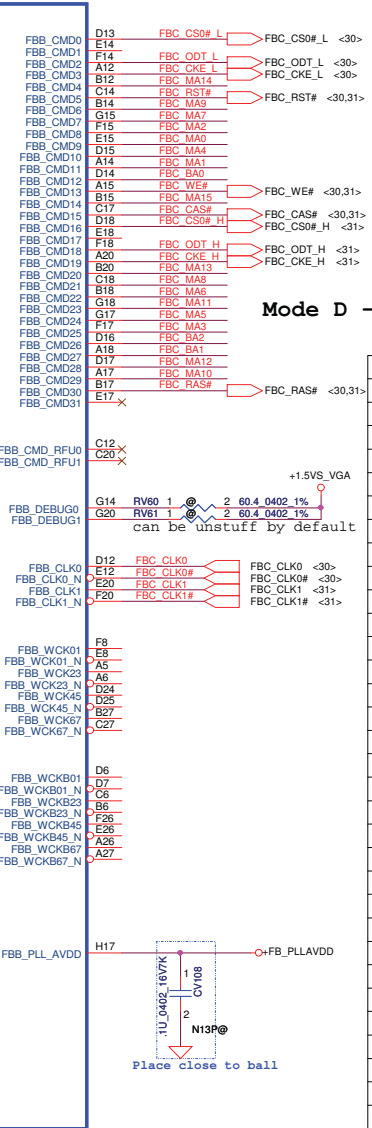 FBB_CMD0 D13 FBC_CS0#_L FBC_CS0#_L <30>
FBB_CMD1 E14
FBB_CMD2 F14 FBC_ODT_L FBC_ODT_L <30>
FBB_CMD3 A12 FBC_CKE_L FBC_CKE_L <30>
FBB_CMD4 B12 FBC_MA14
FBB_CMD5 C14 FBC_RST# FBC_RST# <30,31>
FBB_CMD6 B14 FBC_MA9
FBB_CMD7 G15 FBC_MA7
FBB_CMD8 F15 FBC_MA2
FBB_CMD9 E15 FBC_MA0
FBB_CMD10 D15 FBC_MA4
FBB_CMD11 A14 FBC_MA1
FBB_CMD12 D14 FBC_BA0
FBB_CMD13 A15 FBC_WE# FBC_WE# <30,31>
FBB_CMD14 B15 FBC_MA15
FBB_CMD15 C17 FBC_CAS# FBC_CAS# <30,31>
FBB_CMD16 D18 FBC_CS0#_H FBC_CS0#_H <31>
FBB_CMD17 E18
FBB_CMD18 F18 FBC_ODT_H FBC_ODT_H <31>
FBB_CMD19 A20 FBC_CKE_H FBC_CKE_H <31>
FBB_CMD20 B20 FBC_MA13
FBB_CMD21 C18 FBC_MA8
FBB_CMD22 B18 FBC_MA6
FBB_CMD23 G18 FBC_MA11
Mode D -
FBB_CMD24 G17 FBC_MA5
FBB_CMD25 F17 FBC_MA3
FBB_CMD26 D16 FBC_BA2
FBB_CMD27 A18 FBC_BA1
FBB_CMD28 D17 FBC_MA12
FBB_CMD29 A17 FBC_MA10
FBB_CMD30 B17 FBC_RAS# FBC_RAS# <30,31>
FBB_CMD31 E17
FBB_CMD_RFU0 C12
FBB_CMD_RFU1 C20
+1.5VS_VGA
FBB_DEBUG0 G14 RV60 1 @ 2 60.4_0402_1%
FBB_DEBUG1 G20 RV61 1 @ 2 60.4_0402_1%
can be unstuff by default
FBB_CLK0 D12 FBC_CLK0 FBC_CLK0 <30>
FBB_CLK0_N E12 FBC_CLK0# FBC_CLK0# <30>
FBB_CLK1 E20 FBC_CLK1 FBC_CLK1 <31>
FBB_CLK1_N F20 FBC_CLK1# FBC_CLK1# <31>
FBB_WCK01 F8
FBB_WCK01_N E8
FBB_WCK23 A5
FBB_WCK23_N A6
FBB_WCK45 D24
FBB_WCK45_N D25
FBB_WCK67 B27
FBB_WCK67_N C27
FBB_WCKB01 D6
FBB_WCKB01_N D7
FBB_WCKB23 C6
FBB_WCKB23_N B6
FBB_WCKB45 F26
FBB_WCKB45_N E26
FBB_WCKB67 A26
FBB_WCKB67_N A27
FBB_PLL_AVDD H17 +FB_PLLAVDD
.1U_0402_16V7K
1
CV108
2
N13P@
Place close to ball